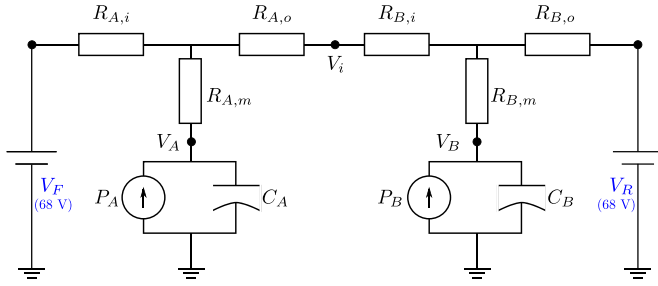 R_{A,i} R_{A,o} R_{B,i} R_{B,o}
V_i
R_{A,m} R_{B,m}
V_A V_B
V_F P_A C_A P_B C_B V_R
(68 V) (68 V)